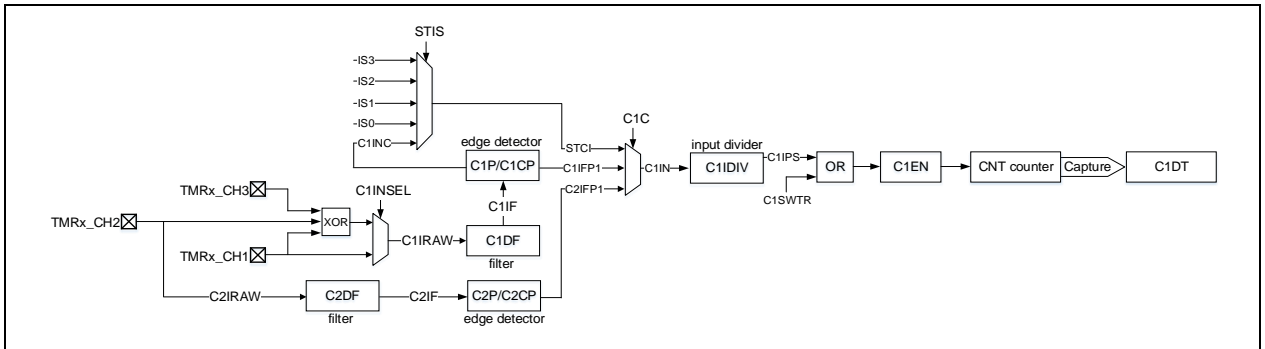 STIS
-IS3
-IS2
-IS1
-IS0
C1INC
edge detector
C1P/C1CP
STCI
C1IFP1
C2IFP1
C1C
C1IN
input divider
C1IDIV
C1IPS
C1SWTR
OR
C1EN
CNT counter
Capture
C1DT
TMRx_CH3
TMRx_CH2
TMRx_CH1
XOR
C1INSEL
C1IRAW
C1IF
C1DF
filter
C2IRAW
C2DF
filter
C2IF
C2P/C2CP
edge detector